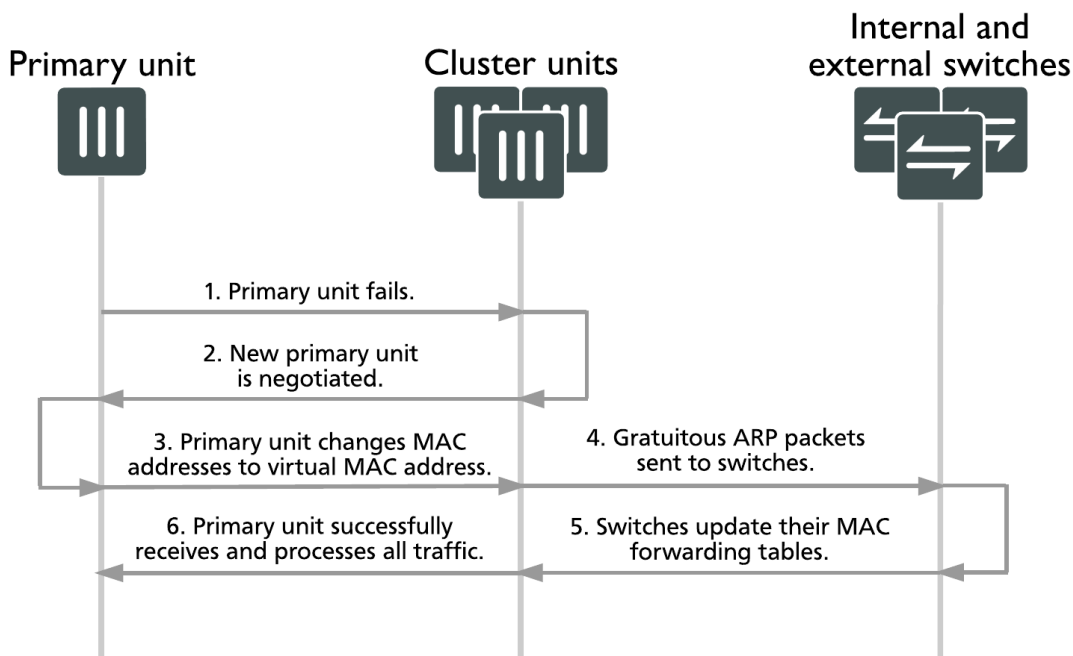 Internal and
external switches
Primary unit
Cluster units
1. Primary unit fails.
2. New primary unit
is negotiated.
3. Primary unit changes MAC
addresses to virtual MAC address.
4. Gratuitous ARP packets
sent to switches.
6. Primary unit successfully
receives and processes all traffic.
5. Switches update their MAC
forwarding tables.